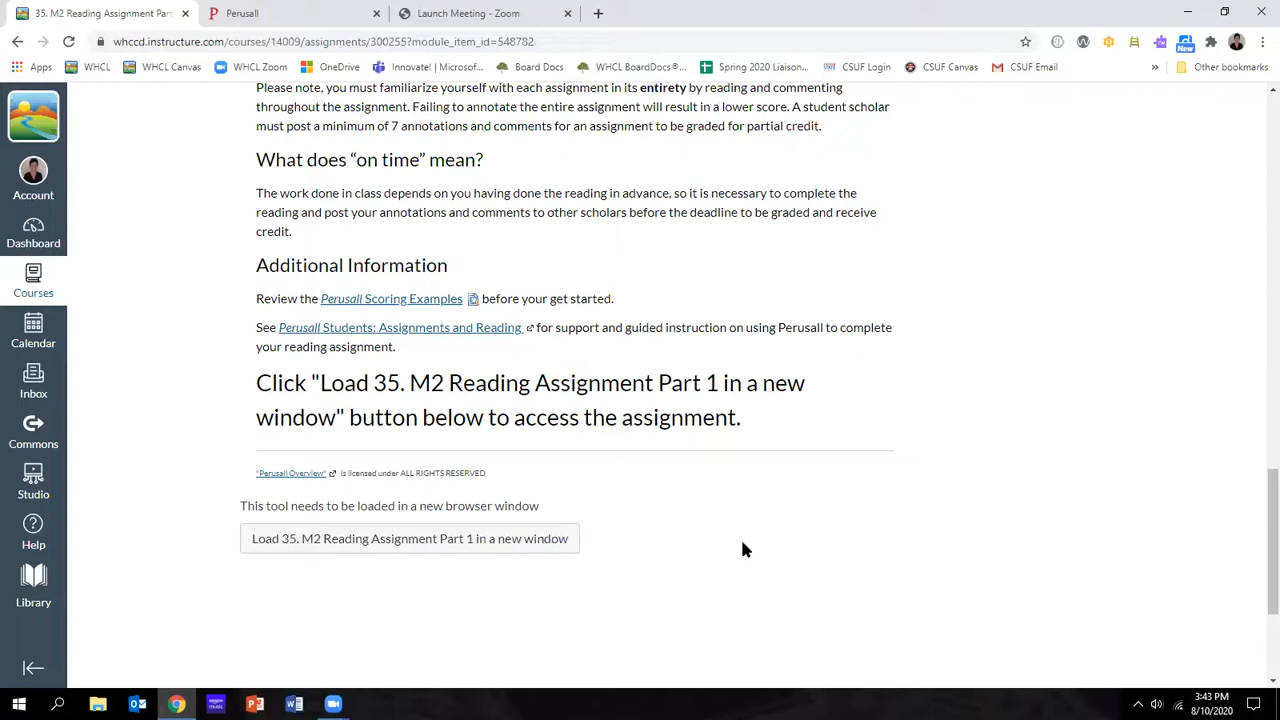 35. M2 Reading Assignment Part
Perusall
Launch Meeting - Zoom
whccd.instructure.com/courses/14009/assignments/300255?module_item_id=548782
New
Apps
WHCL
WHCL Canvas
WHCL Zoom
OneDrive
Innovate! | Microsof...
Board Docs
WHCL BoardDocs®...
Spring 2020 Liaison...
CSUF Login
CSUF Canvas
CSUF Email
»
Other bookmarks
Account
Dashboard
Courses
Calendar
Inbox
Commons
Studio
Help
Library
Please note, you must familiarize yourself with each assignment in its entirety by reading and commenting
throughout the assignment. Failing to annotate the entire assignment will result in a lower score. A student scholar
must post a minimum of 7 annotations and comments for an assignment to be graded for partial credit.
What does “on time” mean?
The work done in class depends on you having done the reading in advance, so it is necessary to complete the
reading and post your annotations and comments to other scholars before the deadline to be graded and receive
credit.
Additional Information
Review the Perusall Scoring Examples before your get started.
See Perusall Students: Assignments and Reading for support and guided instruction on using Perusall to complete
your reading assignment.
Click "Load 35. M2 Reading Assignment Part 1 in a new
window" button below to access the assignment.
"Perusall Overview" is licensed under ALL RIGHTS RESERVED
This tool needs to be loaded in a new browser window
Load 35. M2 Reading Assignment Part 1 in a new window
3:43 PM
8/10/2020